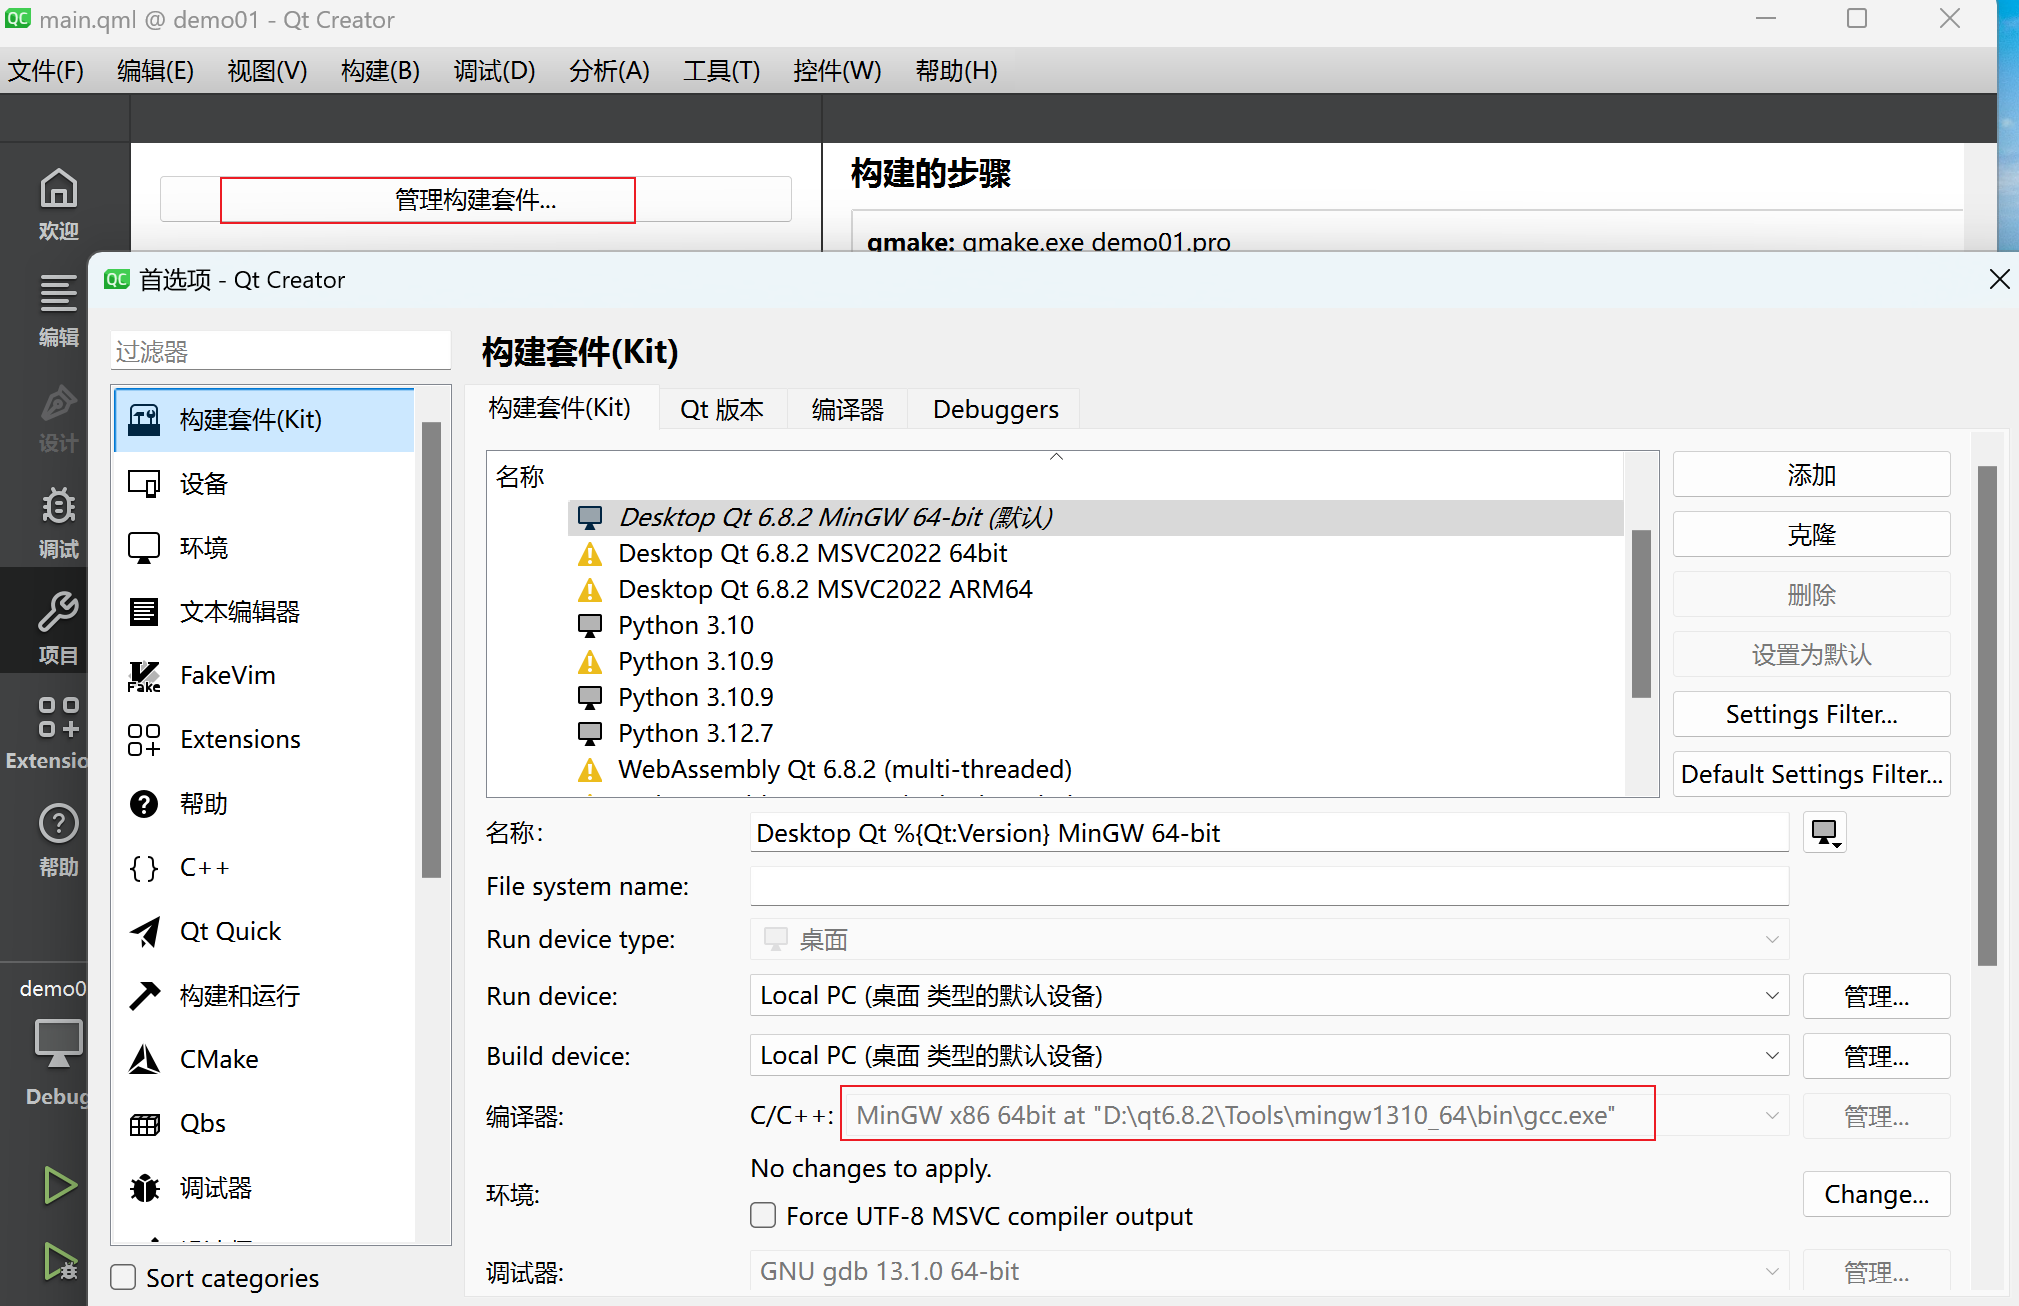 main.qml @ demo01 - Qt Creator
文件(F) 编辑(E) 视图(V) 构建(B) 调试(D) 分析(A) 工具(T) 控件(W) 帮助(H)
欢迎
编辑
设计
调试
项目
Extensio
帮助
demo0
Debug
管理构建套件...
构建的步骤
qmake: qmake.exe demo01.pro
首选项 - Qt Creator
过滤器
构建套件(Kit)
设备
环境
文本编辑器
FakeVim
Extensions
帮助
C++
Qt Quick
构建和运行
CMake
Qbs
调试器
Sort categories
构建套件(Kit)
构建套件(Kit) Qt 版本 编译器 Debuggers
名称
Desktop Qt 6.8.2 MinGW 64-bit (默认)
Desktop Qt 6.8.2 MSVC2022 64bit
Desktop Qt 6.8.2 MSVC2022 ARM64
Python 3.10
Python 3.10.9
Python 3.10.9
Python 3.12.7
WebAssembly Qt 6.8.2 (multi-threaded)
添加
克隆
删除
设置为默认
Settings Filter...
Default Settings Filter...
名称: Desktop Qt %{Qt:Version} MinGW 64-bit
File system name:
Run device type: 桌面
Run device: Local PC (桌面 类型的默认设备) 管理...
Build device: Local PC (桌面 类型的默认设备) 管理...
编译器: C/C++: MinGW x86 64bit at "D:\qt6.8.2\Tools\mingw1310_64\bin\gcc.exe" 管理...
No changes to apply.
环境: Change...
Force UTF-8 MSVC compiler output
调试器: GNU gdb 13.1.0 64-bit 管理...